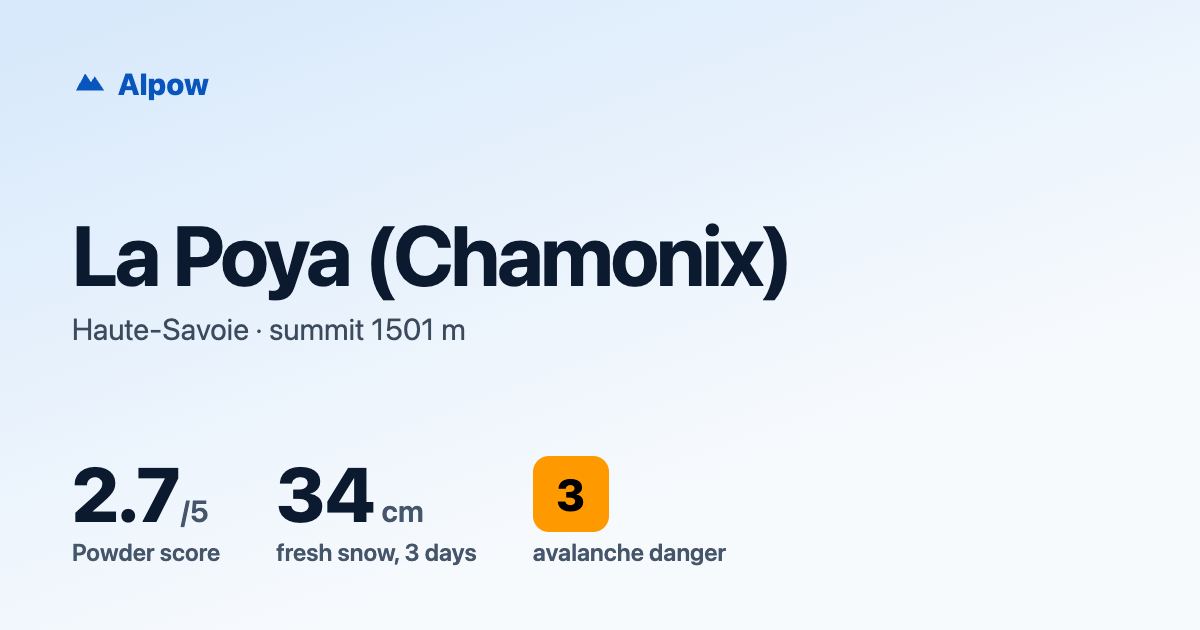 Alpow
La Poya (Chamonix)
Haute-Savoie · summit 1501 m
2.7/5
Powder score
34 cm
fresh snow, 3 days
3
avalanche danger